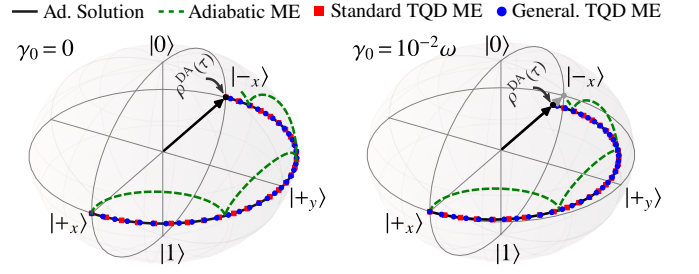 Ad. Solution Adiabatic ME Standard TQD ME General. TQD ME
γ₀ = 0 |0⟩ |−ₓ⟩
ρᴰᴬ(τ)
|+ᵧ⟩
|+ₓ⟩
|1⟩
γ₀ = 10⁻²ω |0⟩ |−ₓ⟩
ρᴰᴬ(τ)
|+ᵧ⟩
|+ₓ⟩
|1⟩